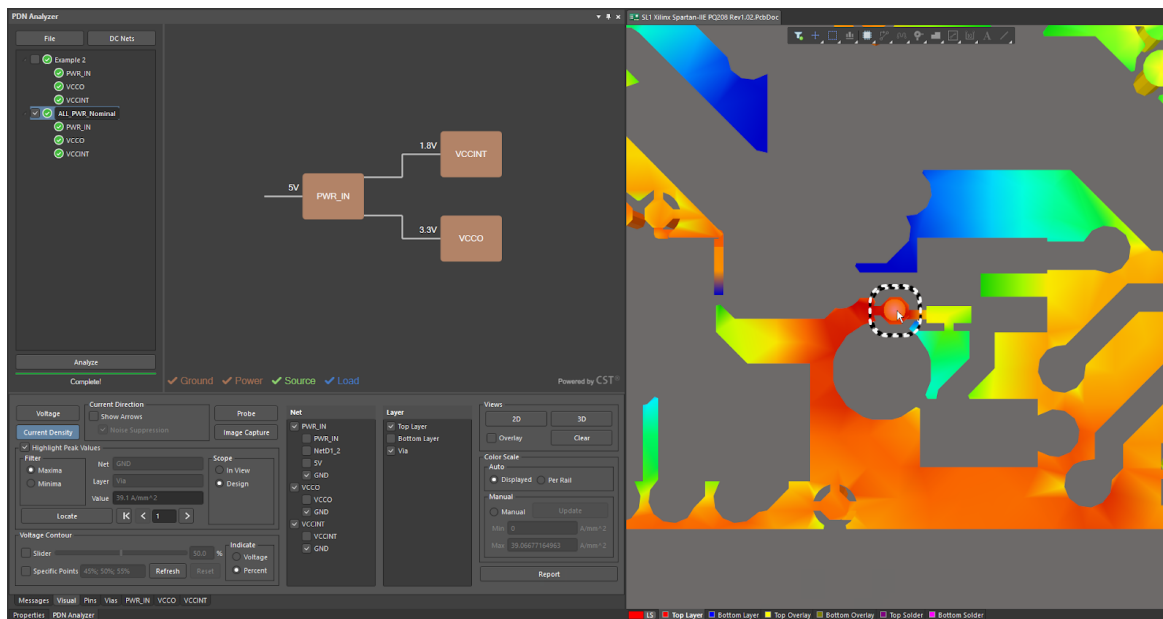 PDN Analyzer
SL1 Xilinx Spartan-IIE PQ208 Rev1.02.PcbDoc
File
DC Nets
Example 2
PWR_IN
VCCO
VCCINT
ALL_PWR_Nominal
PWR_IN
VCCO
VCCINT
Analyze
Complete!
5V
PWR_IN
1.8V
VCCINT
3.3V
VCCO
Ground
Power
Source
Load
Powered by CST®
Voltage
Current Density
Current Direction
Show Arrows
Noise Suppression
Probe
Image Capture
Highlight Peak Values
Filter
Maxima
Minima
Net GND
Layer Via
Value 39.1 A/mm^2
Scope
In View
Design
Locate
1
Voltage Contour
Slider
50.0 %
Specific Points 45%; 50%; 55%
Refresh
Reset
Indicate
Voltage
Percent
Net
PWR_IN
PWR_IN
NetD1_2
5V
GND
VCCO
VCCO
GND
VCCINT
VCCINT
GND
Layer
Top Layer
Bottom Layer
Via
Views
2D
3D
Overlay
Clear
Color Scale
Auto
Displayed
Per Rail
Manual
Manual
Update
Min 0 A/mm^2
Max 39.06677164963 A/mm^2
Report
Messages Visual Pins Vias PWR_IN VCCO VCCINT
Properties PDN Analyzer
LS Top Layer Bottom Layer Top Overlay Bottom Overlay Top Solder Bottom Solder